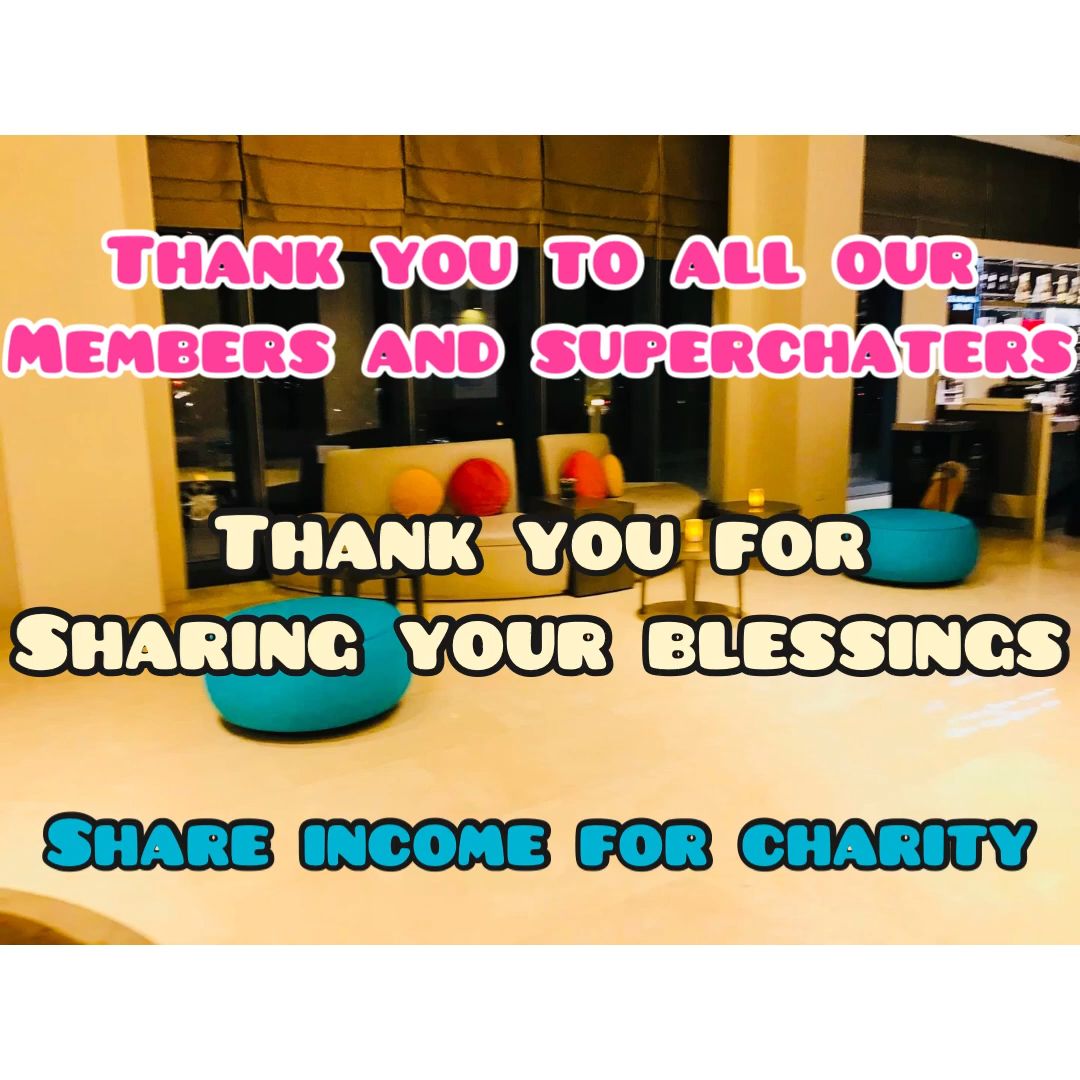 Thank you to all our
Members and superchaters
Thank you for
Sharing your blessings
Share income for charity